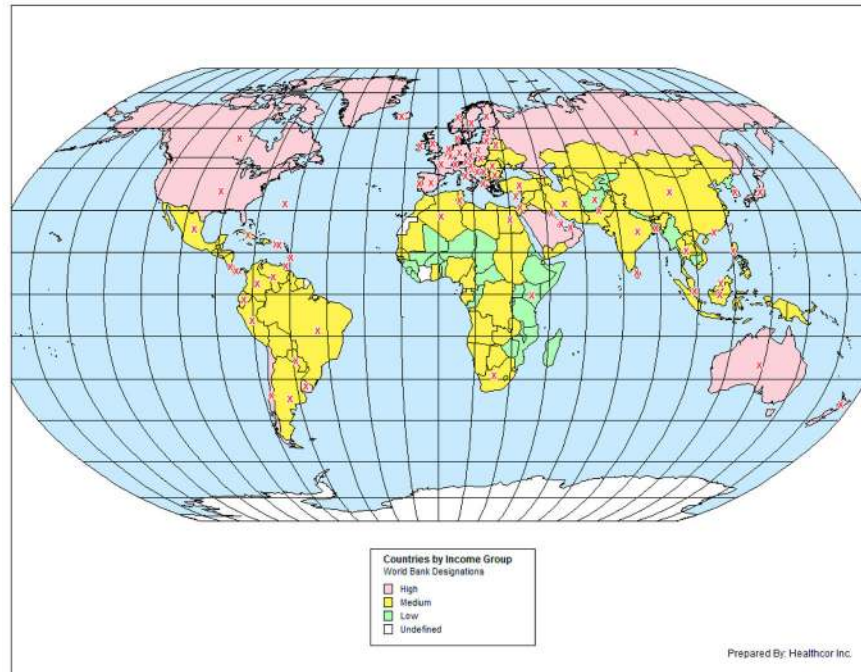 Countries by Income Group
World Bank Designations
High
Medium
Low
Undefined
Prepared By: Healthcor Inc.